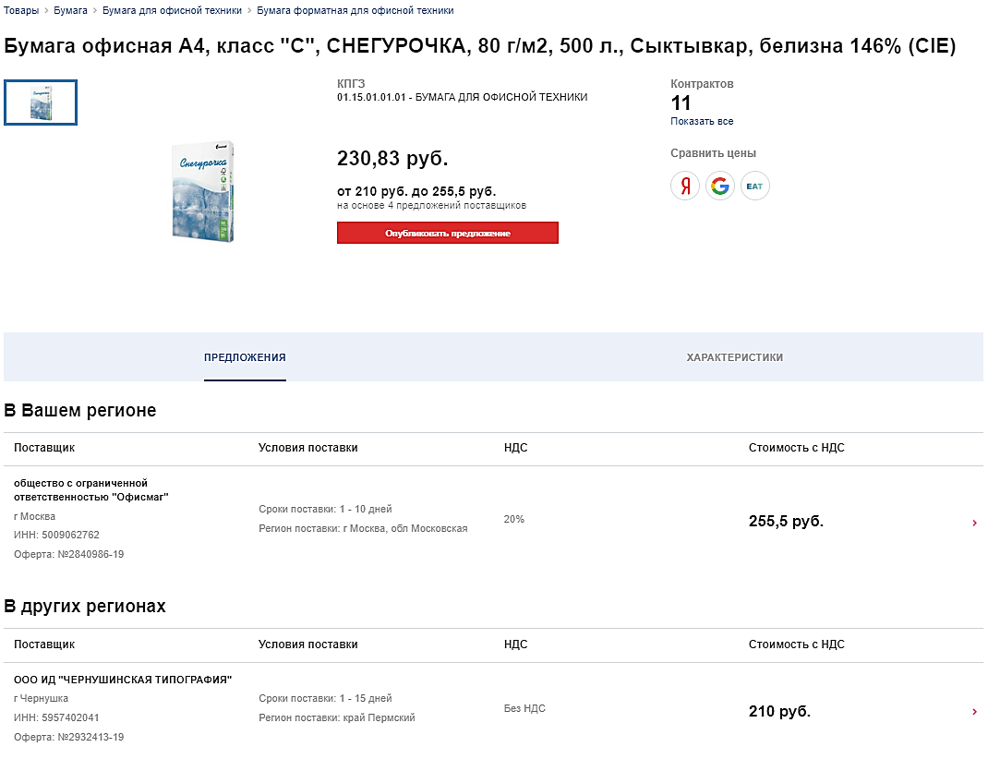 Товары > Бумага > Бумага для офисной техники > Бумага форматная для офисной техники
Бумага офисная А4, класс "С", СНЕГУРОЧКА, 80 г/м2, 500 л., Сыктывкар, белизна 146% (CIE)
КПГЗ
01.15.01.01.01 - БУМАГА ДЛЯ ОФИСНОЙ ТЕХНИКИ
Контрактов
11
Показать все
Снегурочка
230,83 руб.
от 210 руб. до 255,5 руб.
на основе 4 предложений поставщиков
Опубликовать предложение
Сравнить цены
Я G ЕАТ
ПРЕДЛОЖЕНИЯ ХАРАКТЕРИСТИКИ
В Вашем регионе
Поставщик Условия поставки НДС Стоимость с НДС
общество с ограниченной
ответственностью "Офисмаг"
г Москва
ИНН: 5009062762
Оферта: №2840986-19
Сроки поставки: 1 - 10 дней
Регион поставки: г Москва, обл Московская
20%
255,5 руб.
В других регионах
Поставщик Условия поставки НДС Стоимость с НДС
ООО ИД "ЧЕРНУШИНСКАЯ ТИПОГРАФИЯ"
г Чернушка
ИНН: 5957402041
Оферта: №2932413-19
Сроки поставки: 1 - 15 дней
Регион поставки: край Пермский
Без НДС
210 руб.